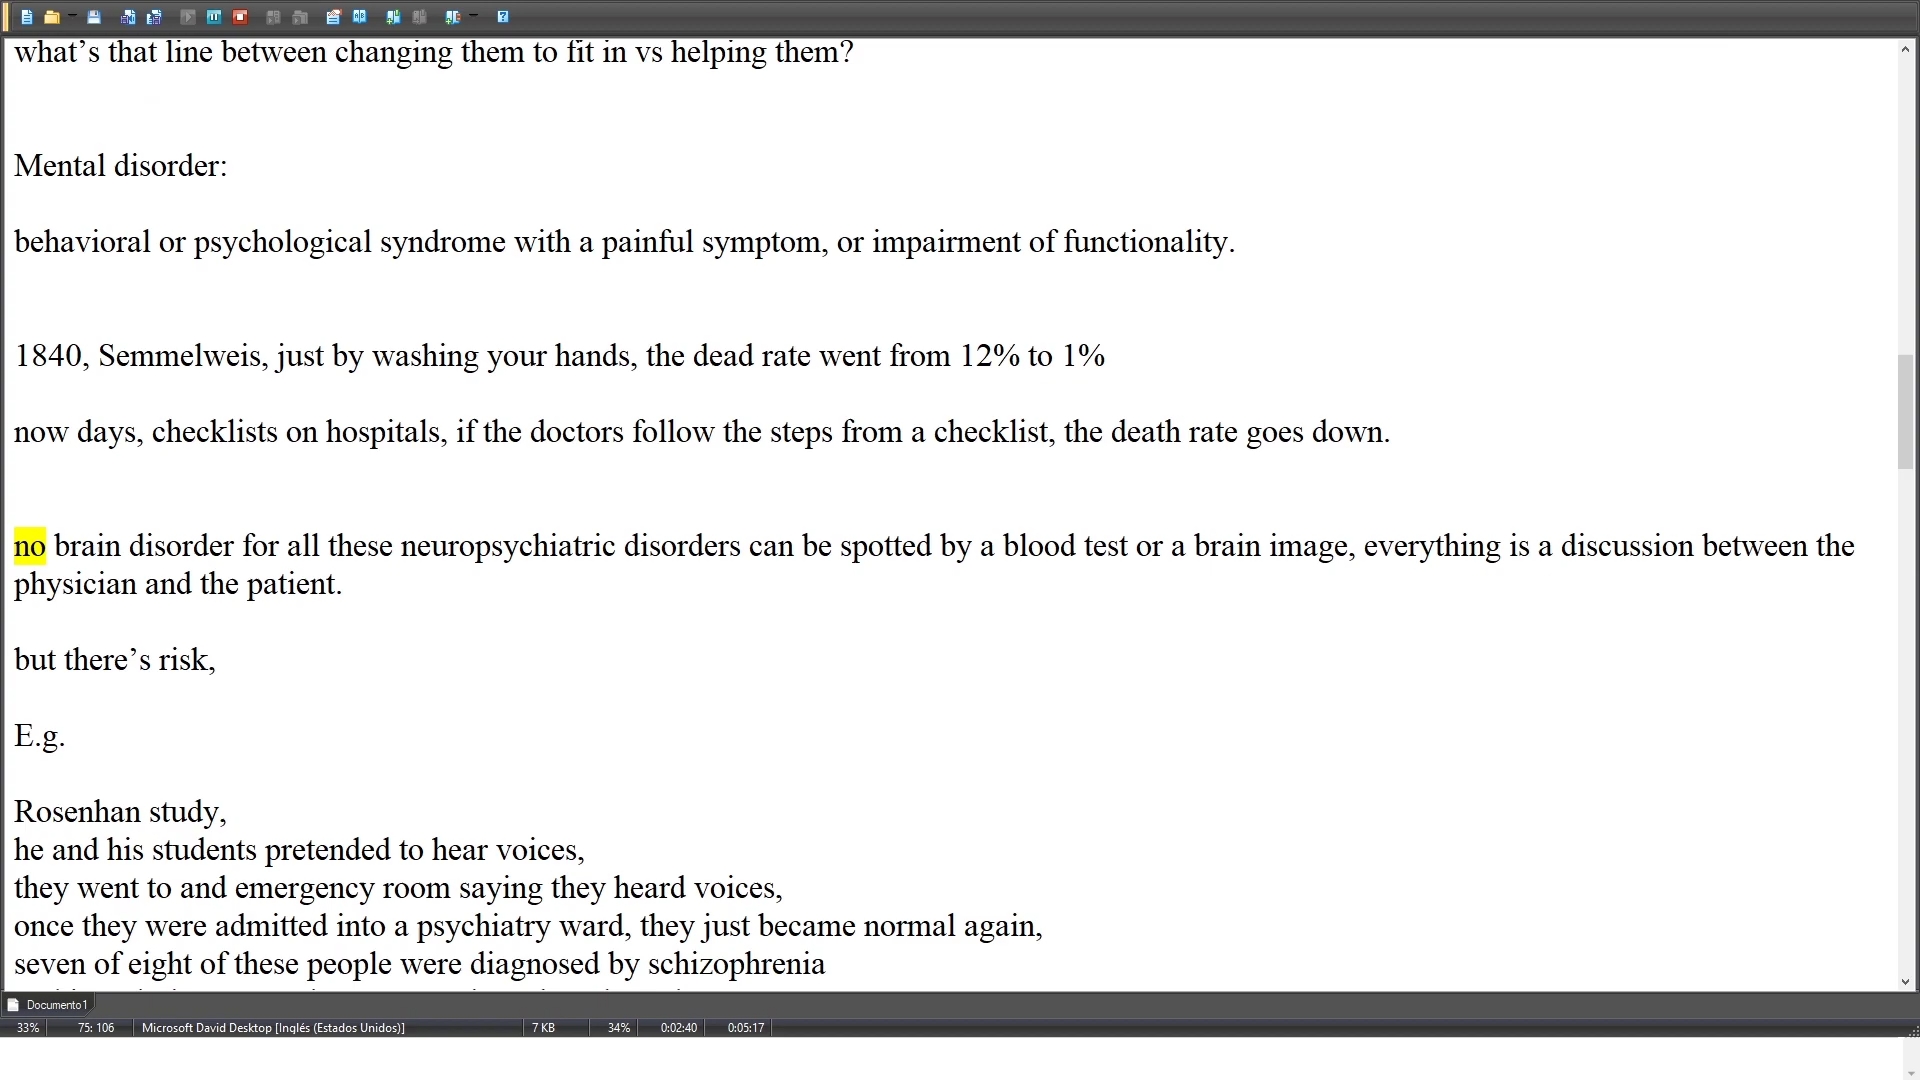 what’s that line between changing them to fit in vs helping them?
Mental disorder:
behavioral or psychological syndrome with a painful symptom, or impairment of functionality.
1840, Semmelweis, just by washing your hands, the dead rate went from 12% to 1%
now days, checklists on hospitals, if the doctors follow the steps from a checklist, the death rate goes down.
no brain disorder for all these neuropsychiatric disorders can be spotted by a blood test or a brain image, everything is a discussion between the
physician and the patient.
but there’s risk,
E.g.
Rosenhan study,
he and his students pretended to hear voices,
they went to and emergency room saying they heard voices,
once they were admitted into a psychiatry ward, they just became normal again,
seven of eight of these people were diagnosed by schizophrenia
Documento1
33% 75: 106 Microsoft David Desktop [Inglés (Estados Unidos)] 7 KB 34% 0:02:40 0:05:17